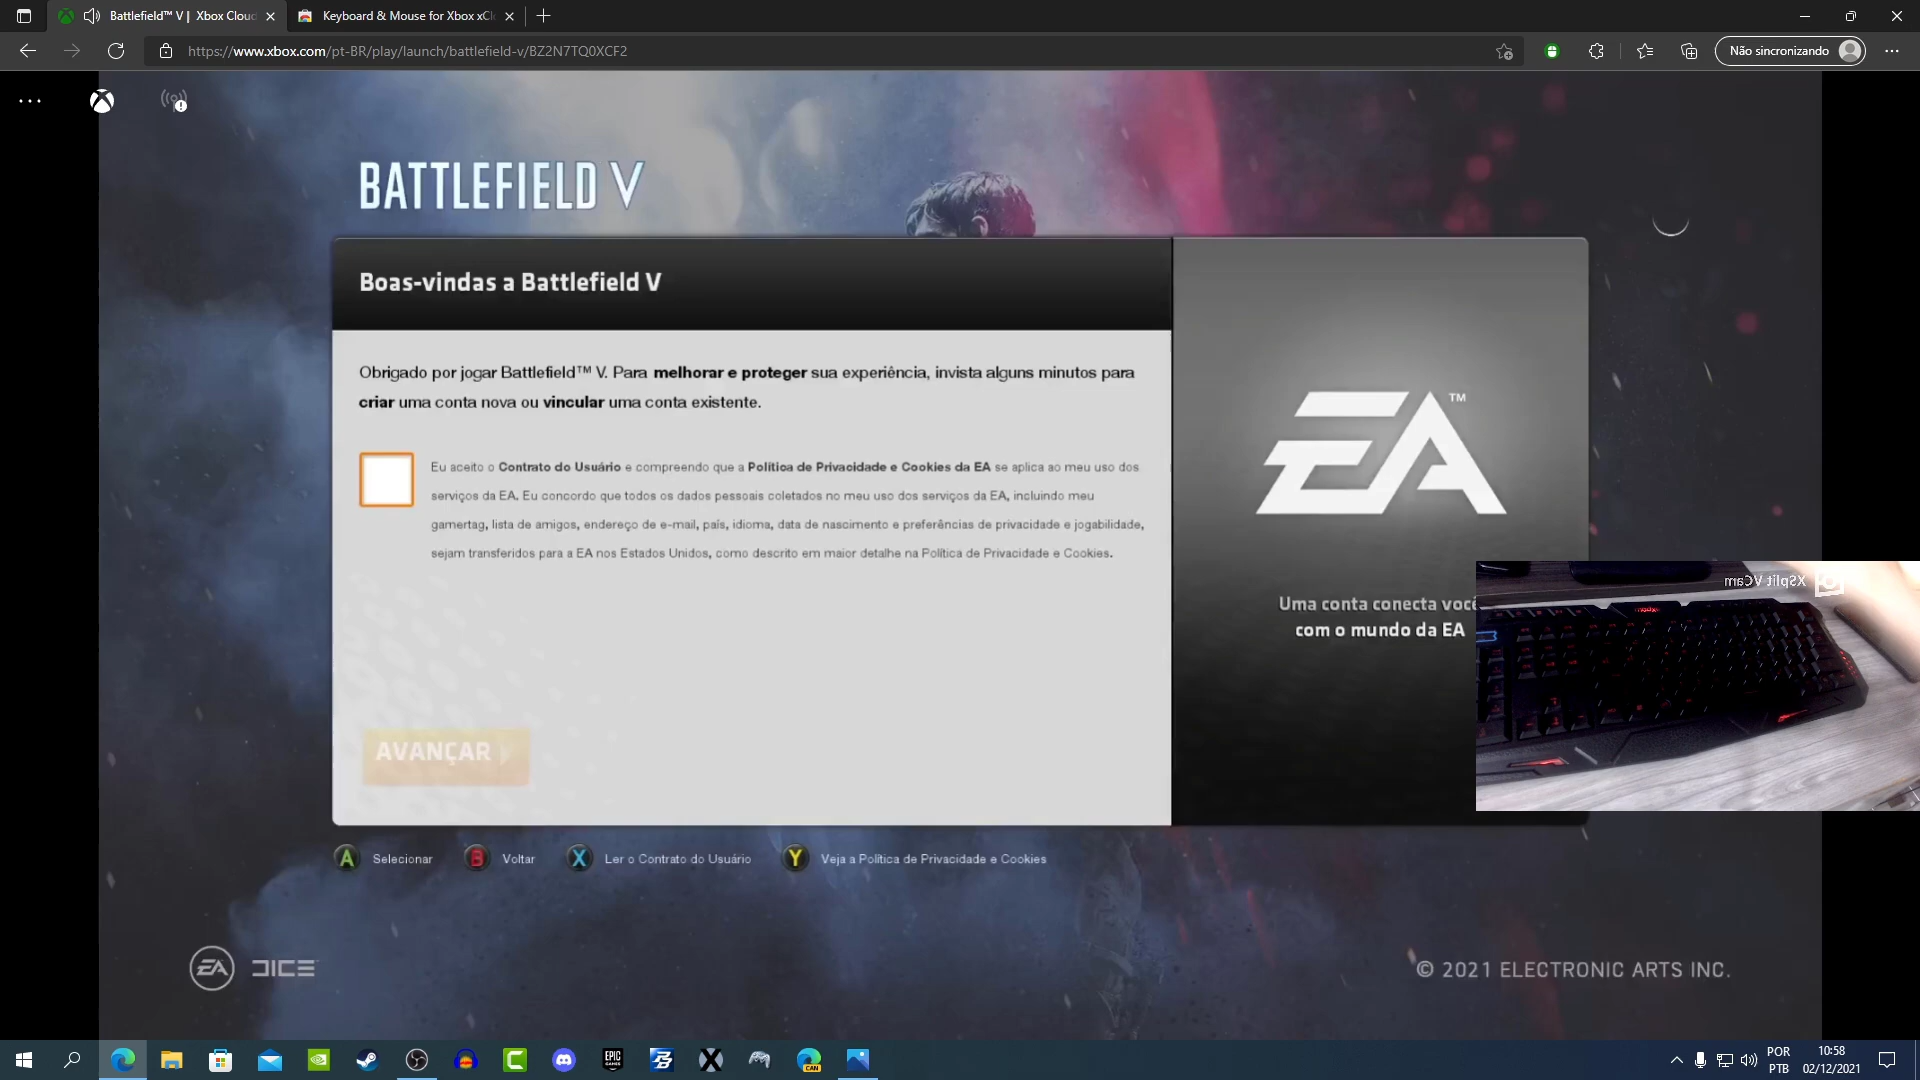 Battlefield™ V | Xbox Cloud
Keyboard & Mouse for Xbox xCl
https://www.xbox.com/pt-BR/play/launch/battlefield-v/BZ2N7TQ0XCF2
Não sincronizando
BATTLEFIELD V
Boas-vindas a Battlefield V
Obrigado por jogar Battlefield™ V. Para melhorar e proteger sua experiência, invista alguns minutos para
criar uma conta nova ou vincular uma conta existente.
Eu aceito o Contrato do Usuário e compreendo que a Política de Privacidade e Cookies da EA se aplica ao meu uso dos
serviços da EA. Eu concordo que todos os dados pessoais coletados no meu uso dos serviços da EA, incluindo meu
gamertag, lista de amigos, endereço de e-mail, país, idioma, data de nascimento e preferências de privacidade e jogabilidade,
sejam transferidos para a EA nos Estados Unidos, como descrito em maior detalhe na Política de Privacidade e Cookies.
AVANÇAR
EA™
Uma conta conecta você
com o mundo da EA
XSplit VCam
A Selecionar B Voltar X Ler o Contrato do Usuário Y Veja a Política de Privacidade e Cookies
EA DICE
© 2021 ELECTRONIC ARTS INC.
EPIC GAMES
CAN
POR
PTB
10:58
02/12/2021